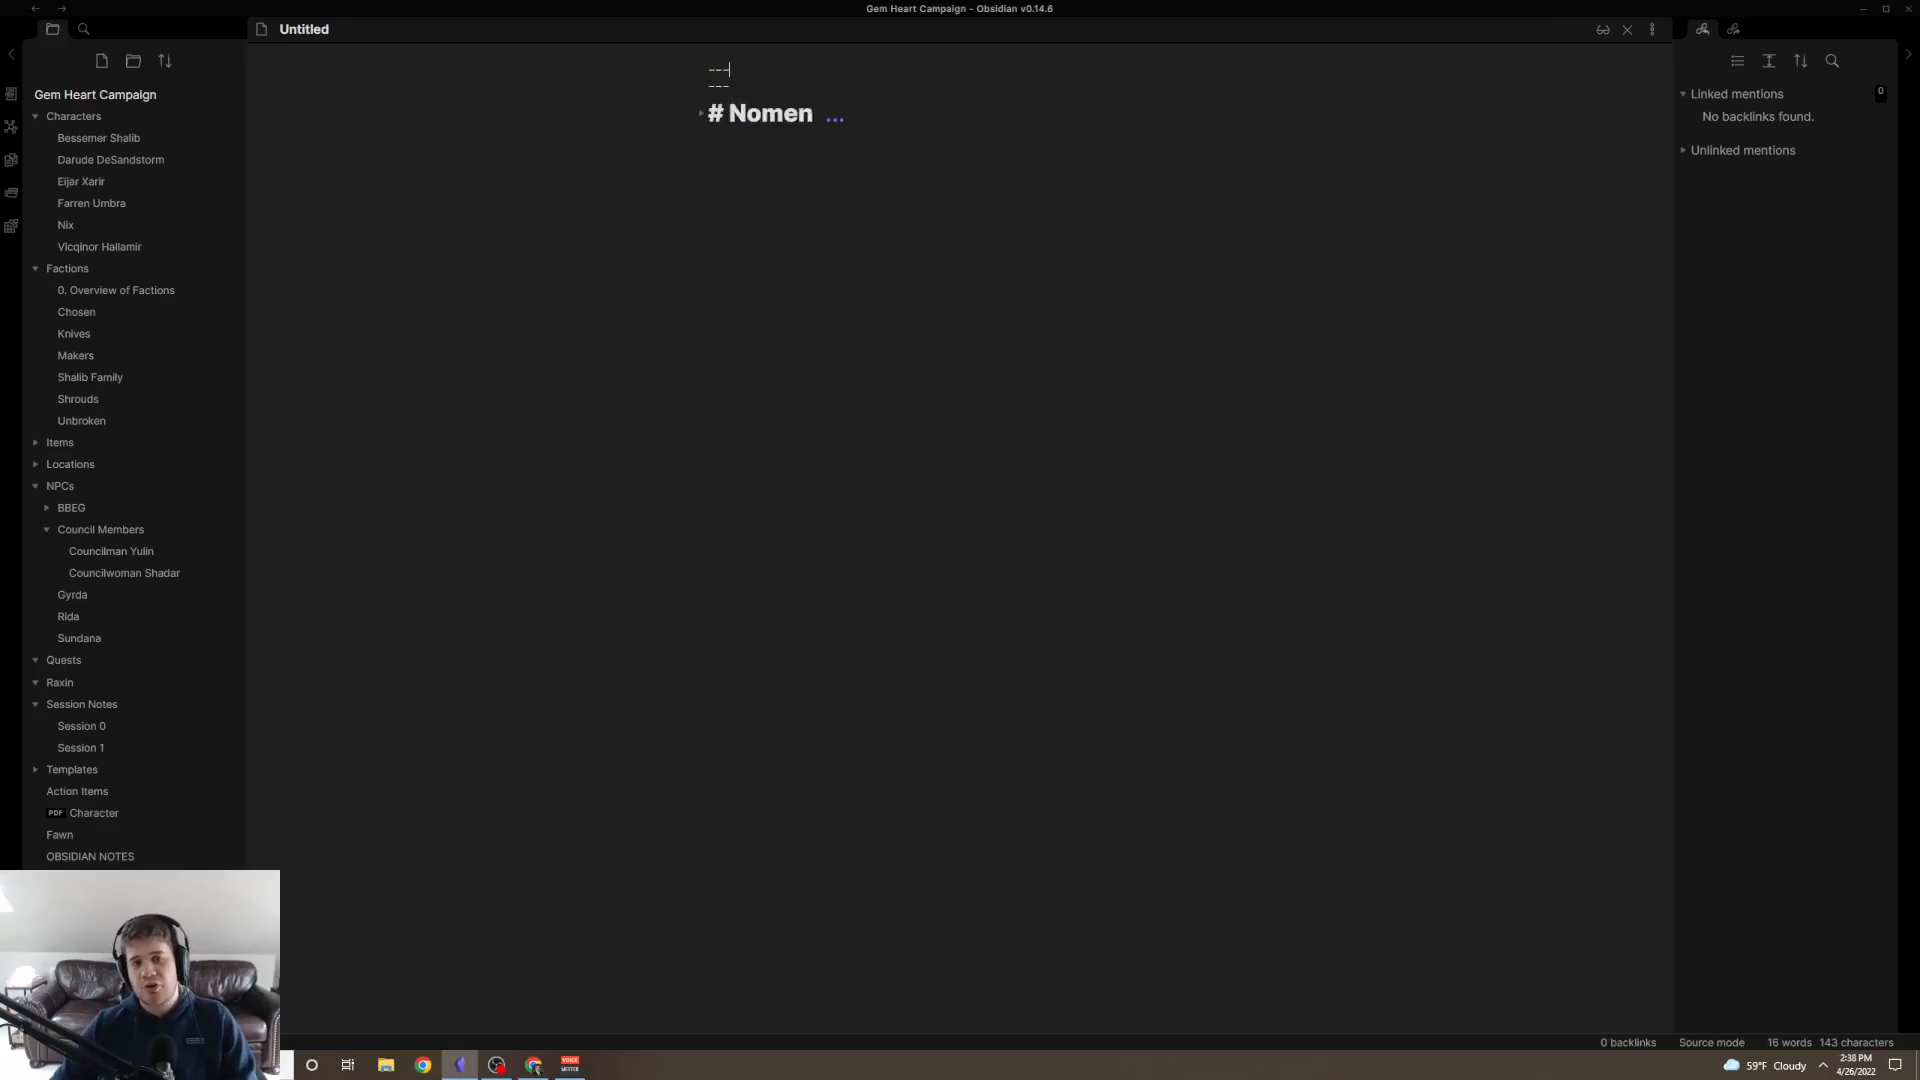 Gem Heart Campaign - Obsidian v0.14.6
Untitled
---
---
# Nomen ...
Gem Heart Campaign
Characters
Bessemer Shalib
Darude DeSandstorm
Eijar Xarir
Farren Umbra
Nix
Vicqinor Hallamir
Factions
0. Overview of Factions
Chosen
Knives
Makers
Shalib Family
Shrouds
Unbroken
Items
Locations
NPCs
BBEG
Council Members
Councilman Yulin
Councilwoman Shadar
Gyrda
Rida
Sundana
Quests
Raxin
Session Notes
Session 0
Session 1
Templates
Action Items
PDF Character
Fawn
OBSIDIAN NOTES
Linked mentions 0
No backlinks found.
Unlinked mentions
0 backlinks Source mode 16 words 143 characters
59°F Cloudy
2:38 PM
4/26/2022